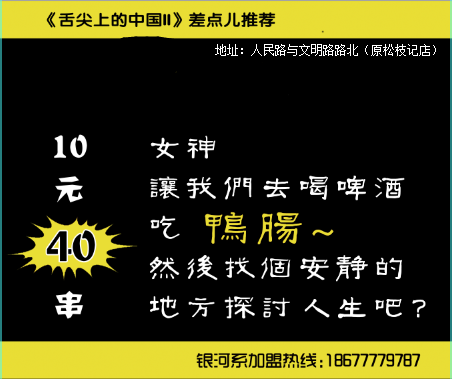 《舌尖上的中国II》差点儿推荐
地址：人民路与文明路路北（原松枝记店）
10
元
40
串
女神
讓我們去喝啤酒
吃 鴨腸～
然後找個安静的
地方探討人生吧？
银河系加盟热线:18677779787